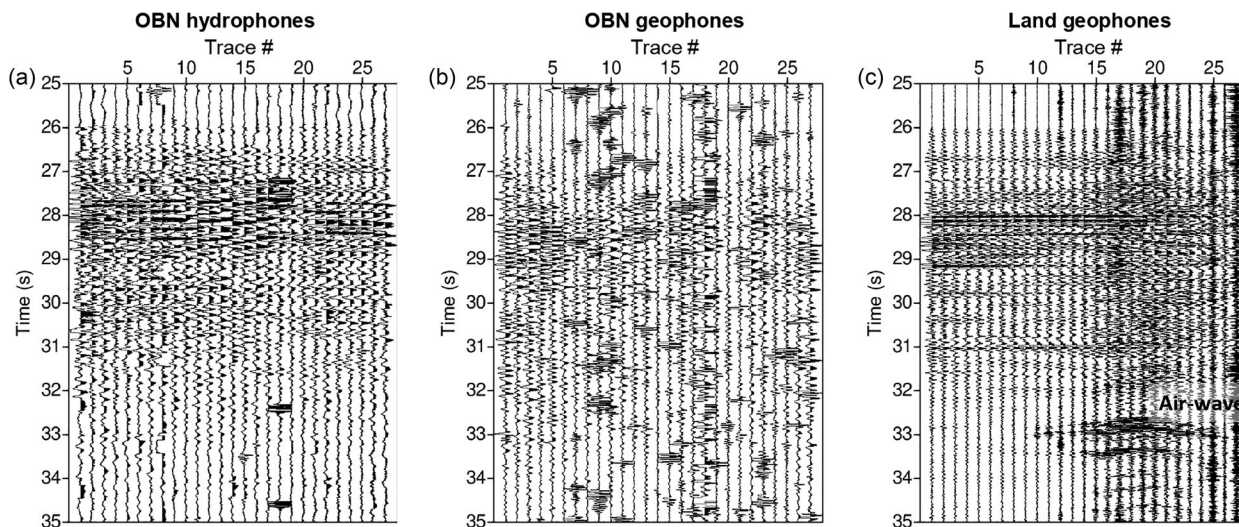 OBN hydrophones
Trace #
(a)
5 10 15 20 25
25
26
27
28
29
30
31
32
33
34
35
Time (s)
OBN geophones
Trace #
(b)
5 10 15 20 25
25
26
27
28
29
30
31
32
33
34
35
Time (s)
Land geophones
Trace #
(c)
5 10 15 20 25
25
26
27
28
29
30
31
32
33
34
35
Time (s)
Air-wave